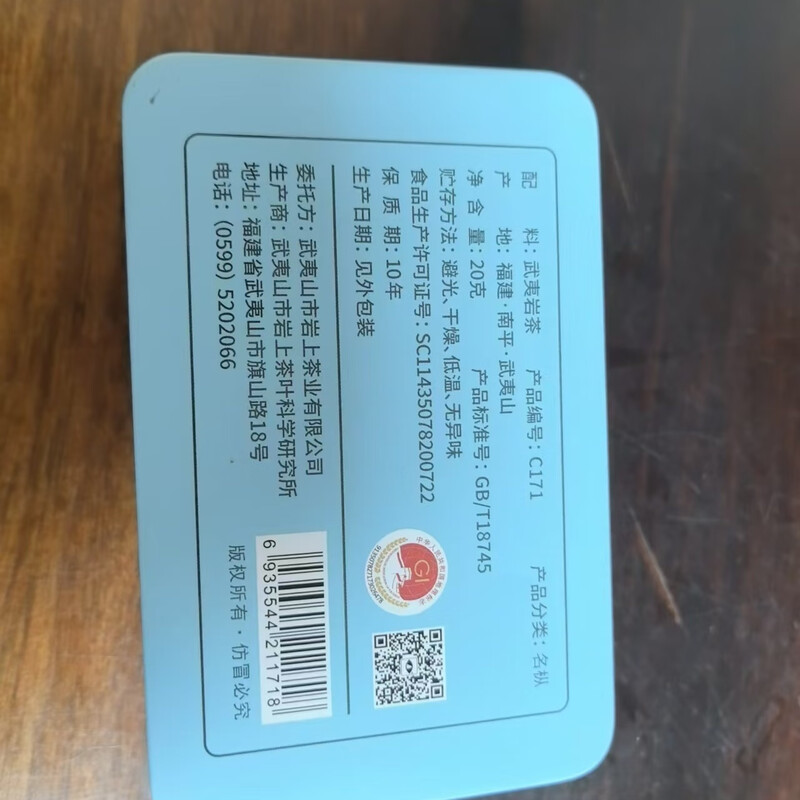 配 料：武夷岩茶 产品编号：C171 产品分类：名枞
产 地：福建·南平·武夷山
净 含 量：20克 产品标准号：GB/T18745
贮存方法：避光、干燥、低温、无异味
食品生产许可证号：SC11435078200722
保 质 期：10年
生产日期：见外包装
委托方：武夷山市岩上茶业有限公司
生产商：武夷山市岩上茶叶科学研究所
地址：福建省武夷山市旗山路18号
电话：(0599) 5202066
GI
6 935544 211718
版权所有·仿冒必究